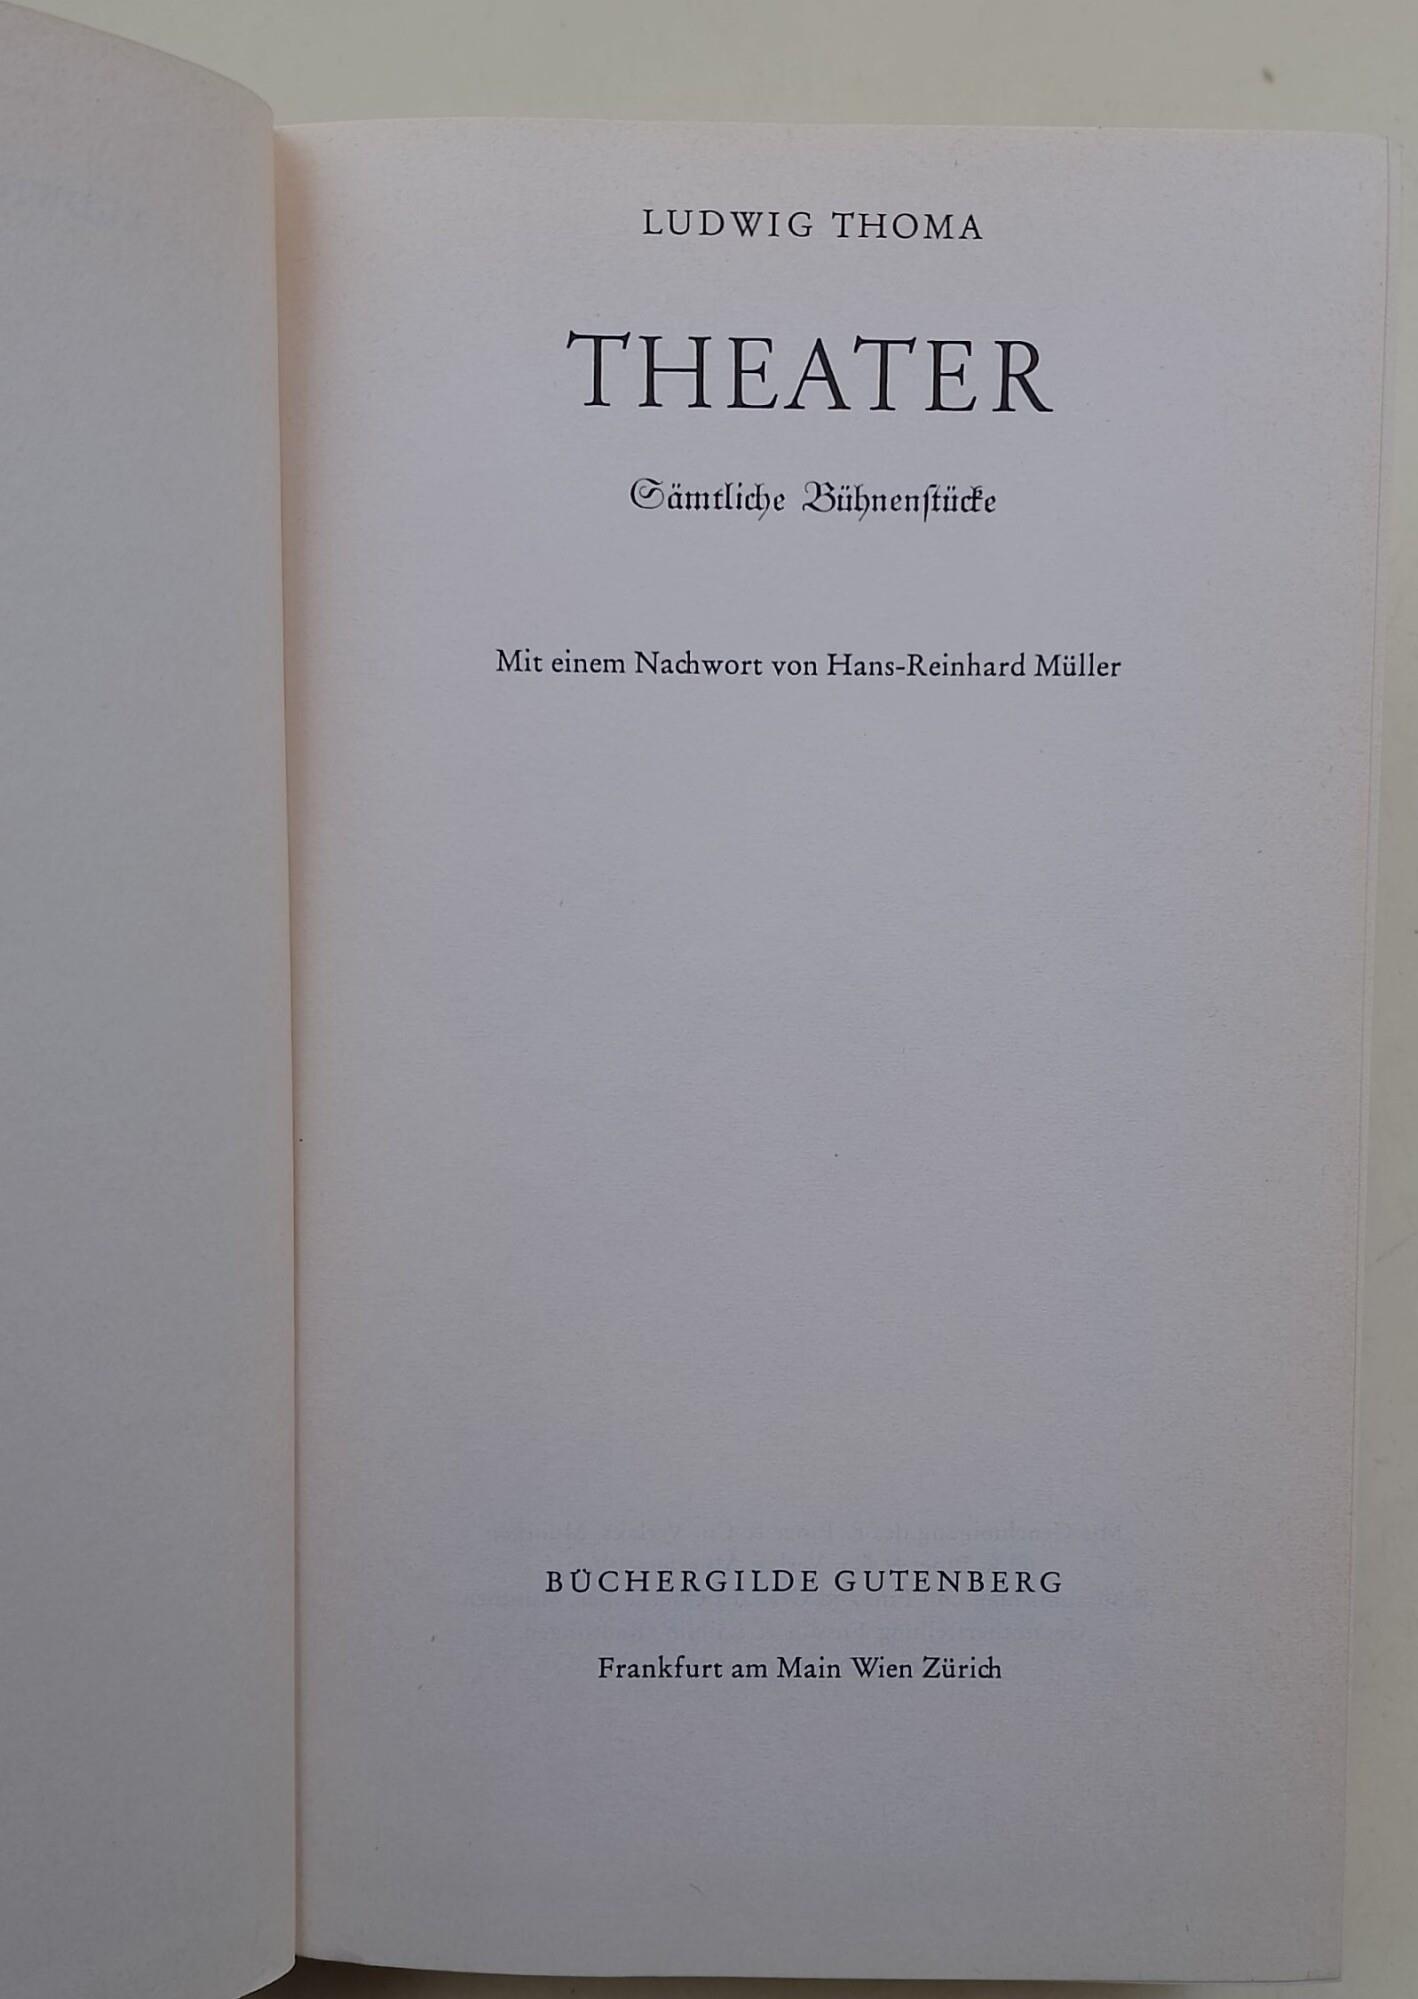 LUDWIG THOMA
THEATER
Sämtliche Bühnenſtücke
Mit einem Nachwort von Hans-Reinhard Müller
BÜCHERGILDE GUTENBERG
Frankfurt am Main Wien Zürich